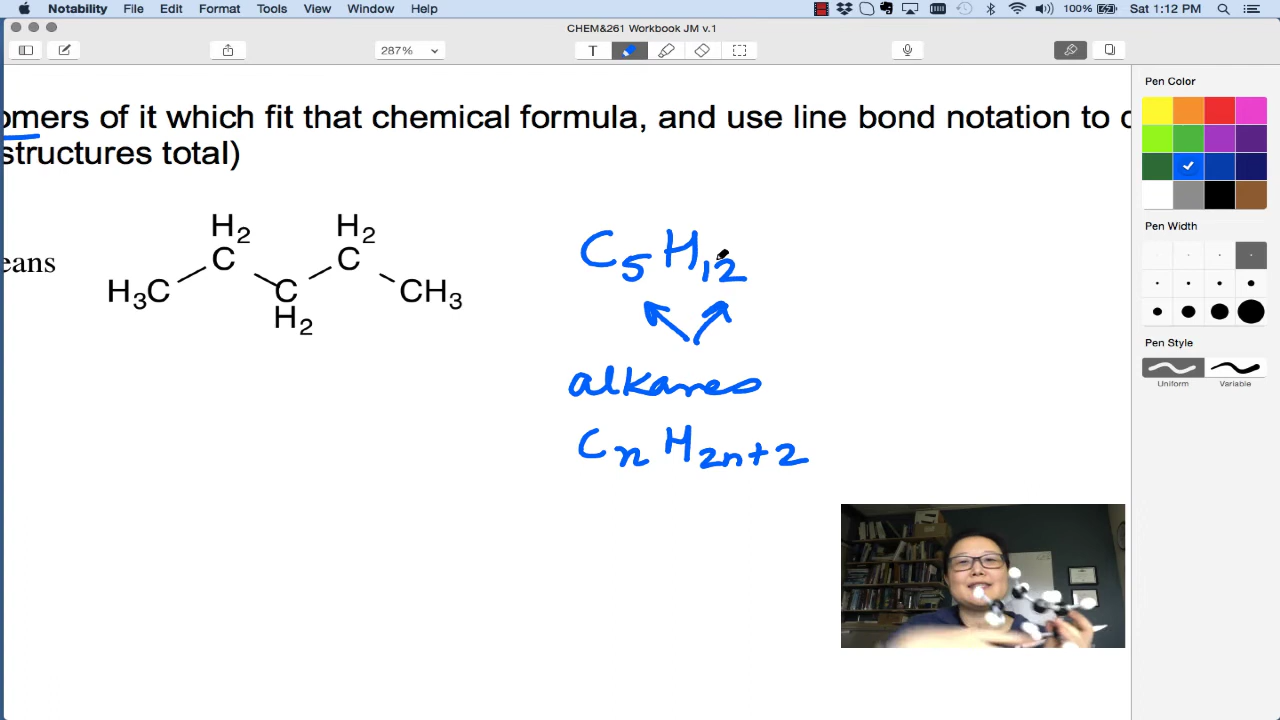 Notability File Edit Format Tools View Window Help 100% Sat 1:12 PM
CHEM&261 Workbook JM v.1
287% T
omers of it which fit that chemical formula, and use line bond notation to
structures total)
eans
H2 H2
C C
H3C C CH3
H2
C5H12
alkanes
CnH2n+2
Pen Color
Pen Width
Pen Style
Uniform Variable